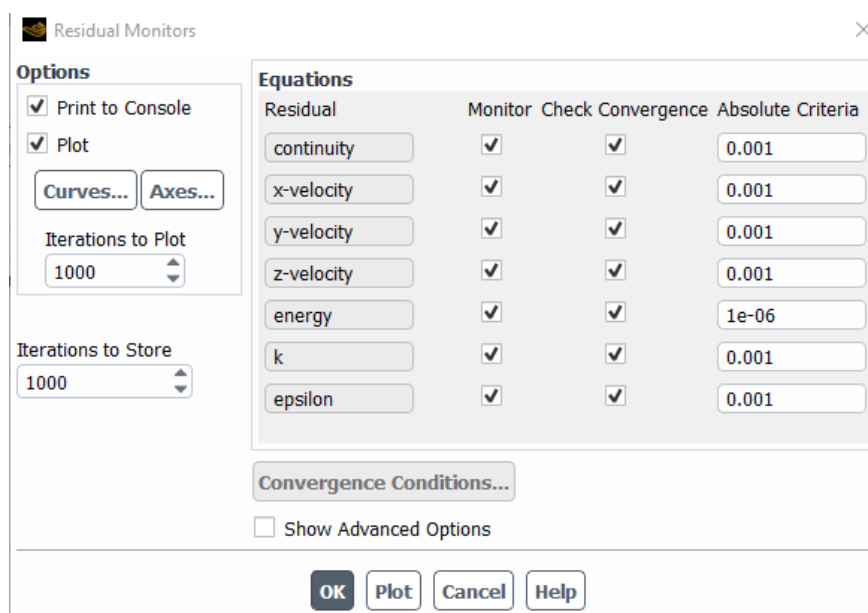 Residual Monitors
Options
Print to Console
Plot
Curves... Axes...
Iterations to Plot
1000
Iterations to Store
1000
Equations
Residual Monitor Check Convergence Absolute Criteria
continuity 0.001
x-velocity 0.001
y-velocity 0.001
z-velocity 0.001
energy 1e-06
k 0.001
epsilon 0.001
Convergence Conditions...
Show Advanced Options
OK Plot Cancel Help